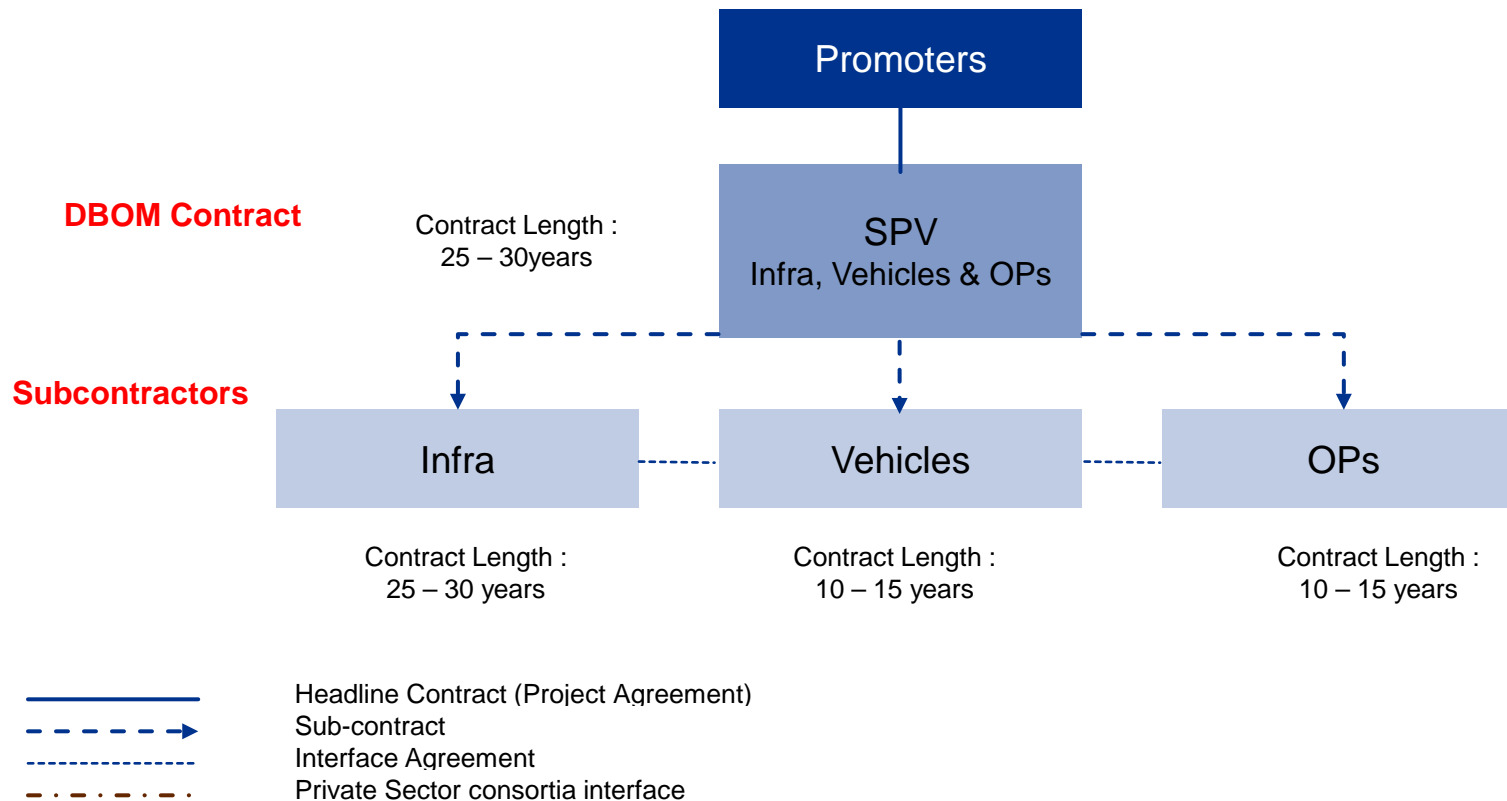 Promoters
DBOM Contract
Contract Length :
25 – 30years
SPV
Infra, Vehicles & OPs
Subcontractors
Infra
Vehicles
OPs
Contract Length :
25 – 30 years
Contract Length :
10 – 15 years
Contract Length :
10 – 15 years
Headline Contract (Project Agreement)
Sub-contract
Interface Agreement
Private Sector consortia interface